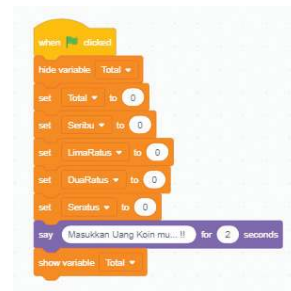 when clicked
hide variable Total
set Total to 0
set Seribu to 0
set LimaRatus to 0
set DuaRatus to 0
set Seratus to 0
say Masukkan Uang Koin mu... !! for 2 seconds
show variable Total